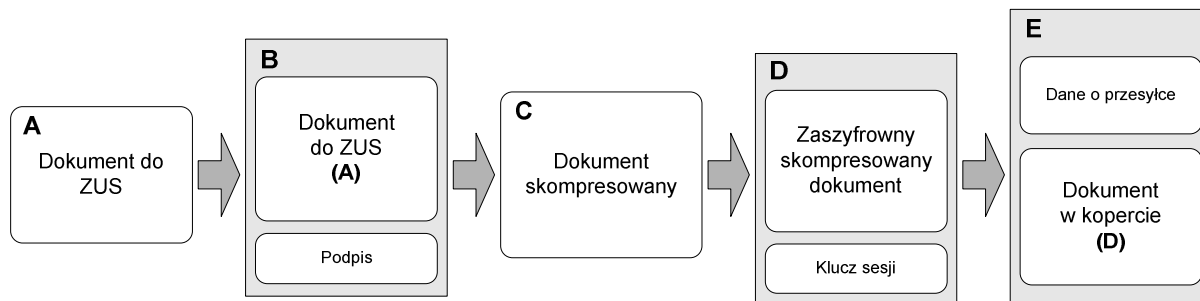 A
Dokument do
ZUS
B
Dokument
do ZUS
(A)
Podpis
C
Dokument
skompresowany
D
Zaszyfrowny
skompresowany
dokument
Klucz sesji
E
Dane o przesyłce
Dokument
w kopercie
(D)